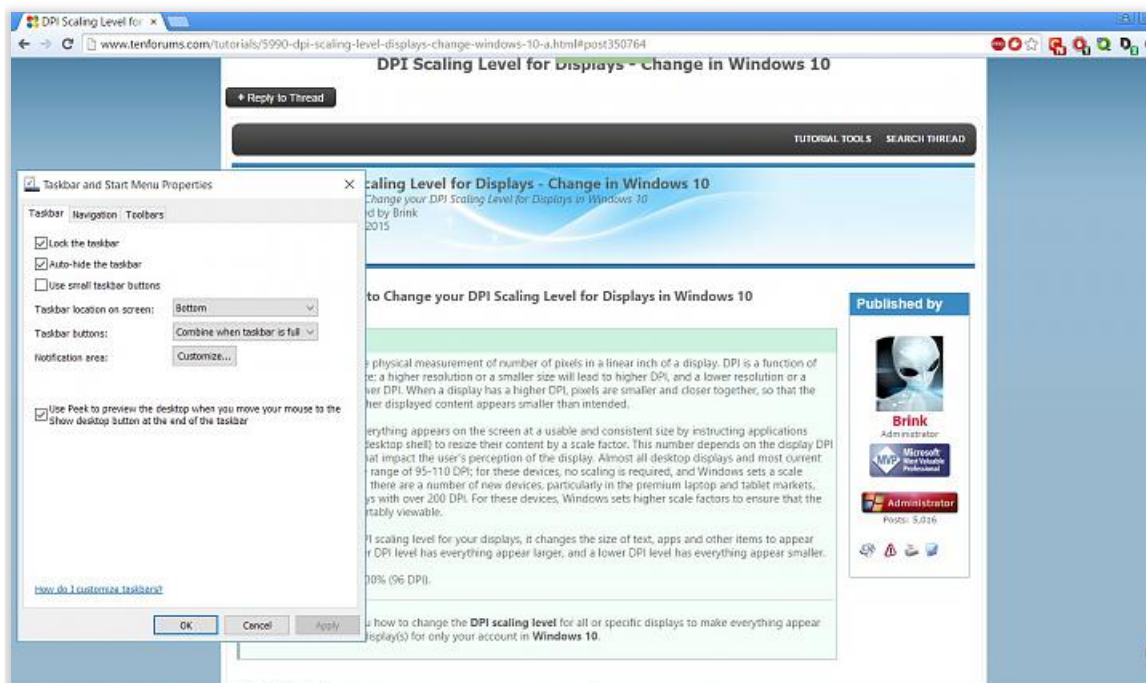 DPI Scaling Level for
www.tenforums.com/tutorials/5990-dpi-scaling-level-displays-change-windows-10-a.html#post350764
DPI Scaling Level for Displays - Change in Windows 10
+ Reply to Thread
TUTORIAL TOOLS SEARCH THREAD
Taskbar and Start Menu Properties
Taskbar Navigation Toolbars
Lock the taskbar
Auto-hide the taskbar
Use small taskbar buttons
Taskbar location on screen: Bottom
Taskbar buttons: Combine when taskbar is full
Notification area: Customize...
Use Peek to preview the desktop when you move your mouse to the
Show desktop button at the end of the taskbar
How do I customize taskbars?
OK Cancel Apply
caling Level for Displays - Change in Windows 10
Change your DPI Scaling Level for Displays in Windows 10
ed by Brink
2015
to Change your DPI Scaling Level for Displays in Windows 10
physical measurement of number of pixels in a linear inch of a display. DPI is a function of
a higher resolution or a smaller size will lead to higher DPI, and a lower resolution or a
wer DPI. When a display has a higher DPI, pixels are smaller and closer together, so that the
her displayed content appears smaller than intended.
erything appears on the screen at a usable and consistent size by instructing applications
desktop shell) to resize their content by a scale factor. This number depends on the display DPI
at impact the user's perception of the display. Almost all desktop displays and most current
range of 95-110 DPI; for these devices, no scaling is required, and Windows sets a scale
there are a number of new devices, particularly in the premium laptop and tablet markets,
ys with over 200 DPI. For these devices, Windows sets higher scale factors to ensure that the
rtably viewable.
PI scaling level for your displays, it changes the size of text, apps and other items to appear
r DPI level has everything appear larger, and a lower DPI level has everything appear smaller.
00% (96 DPI).
u how to change the DPI scaling level for all or specific displays to make everything appear
display(s) for only your account in Windows 10.
Published by
Brink
Administrator
MVP Microsoft
Most Valuable
Professional
Administrator
Posts: 5,016